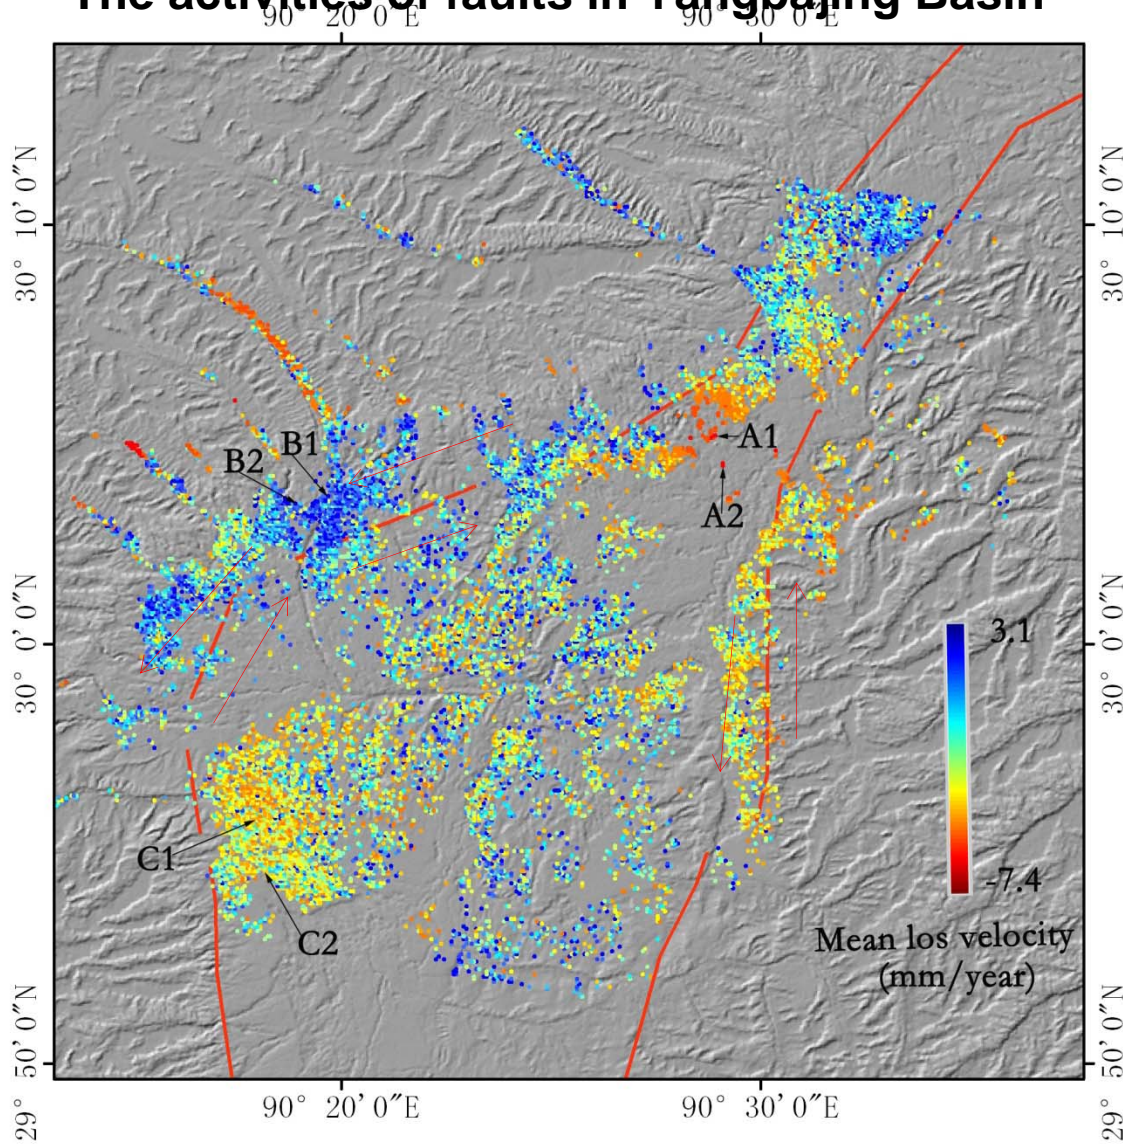 The activities of faults in Yangbajing Basin
90° 20′ 0″E
90° 30′ 0″E
30° 10′ 0″N
30° 10′ 0″N
A1
B1
B2
A2
30° 0′ 0″N
30° 0′ 0″N
3.1
C1
-7.4
C2
Mean los velocity
(mm/year)
29° 50′ 0″N
29° 50′ 0″N
90° 20′ 0″E
90° 30′ 0″E